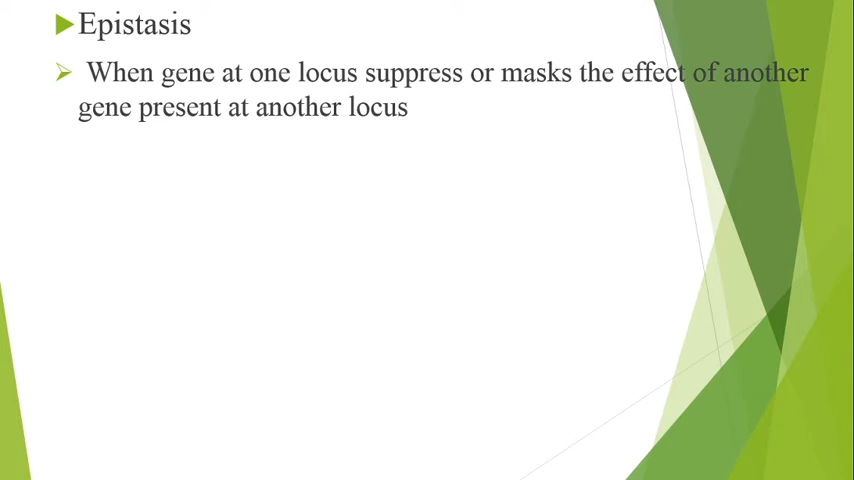 Epistasis
When gene at one locus suppress or masks the effect of another
gene present at another locus